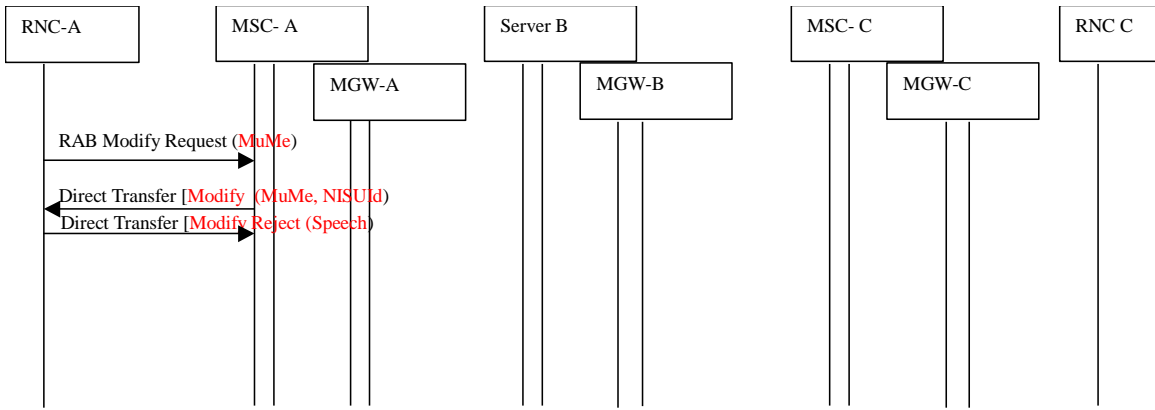 RNC-A
MSC- A
Server B
MSC- C
RNC C
MGW-A
MGW-B
MGW-C
RAB Modify Request (MuMe)
Direct Transfer [Modify (MuMe, NISUId)
Direct Transfer [Modify Reject (Speech)